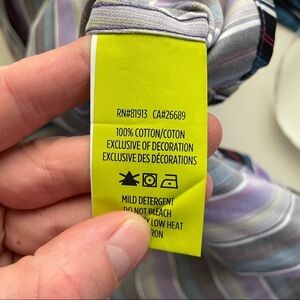 RN#81913 CA#26689
100% COTTON/COTON
EXCLUSIVE OF DECORATION
EXCLUSIVE DES DÉCORATIONS
MILD DETERGENT
DO NOT BLEACH
LOW HEAT
RON